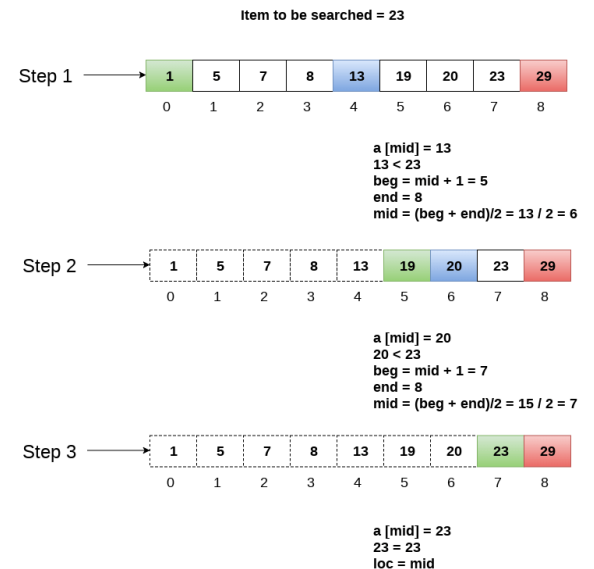 Item to be searched = 23
Step 1
1 5 7 8 13 19 20 23 29
0 1 2 3 4 5 6 7 8
a [mid] = 13
13 < 23
beg = mid + 1 = 5
end = 8
mid = (beg + end)/2 = 13 / 2 = 6
Step 2
1 5 7 8 13 19 20 23 29
0 1 2 3 4 5 6 7 8
a [mid] = 20
20 < 23
beg = mid + 1 = 7
end = 8
mid = (beg + end)/2 = 15 / 2 = 7
Step 3
1 5 7 8 13 19 20 23 29
0 1 2 3 4 5 6 7 8
a [mid] = 23
23 = 23
loc = mid